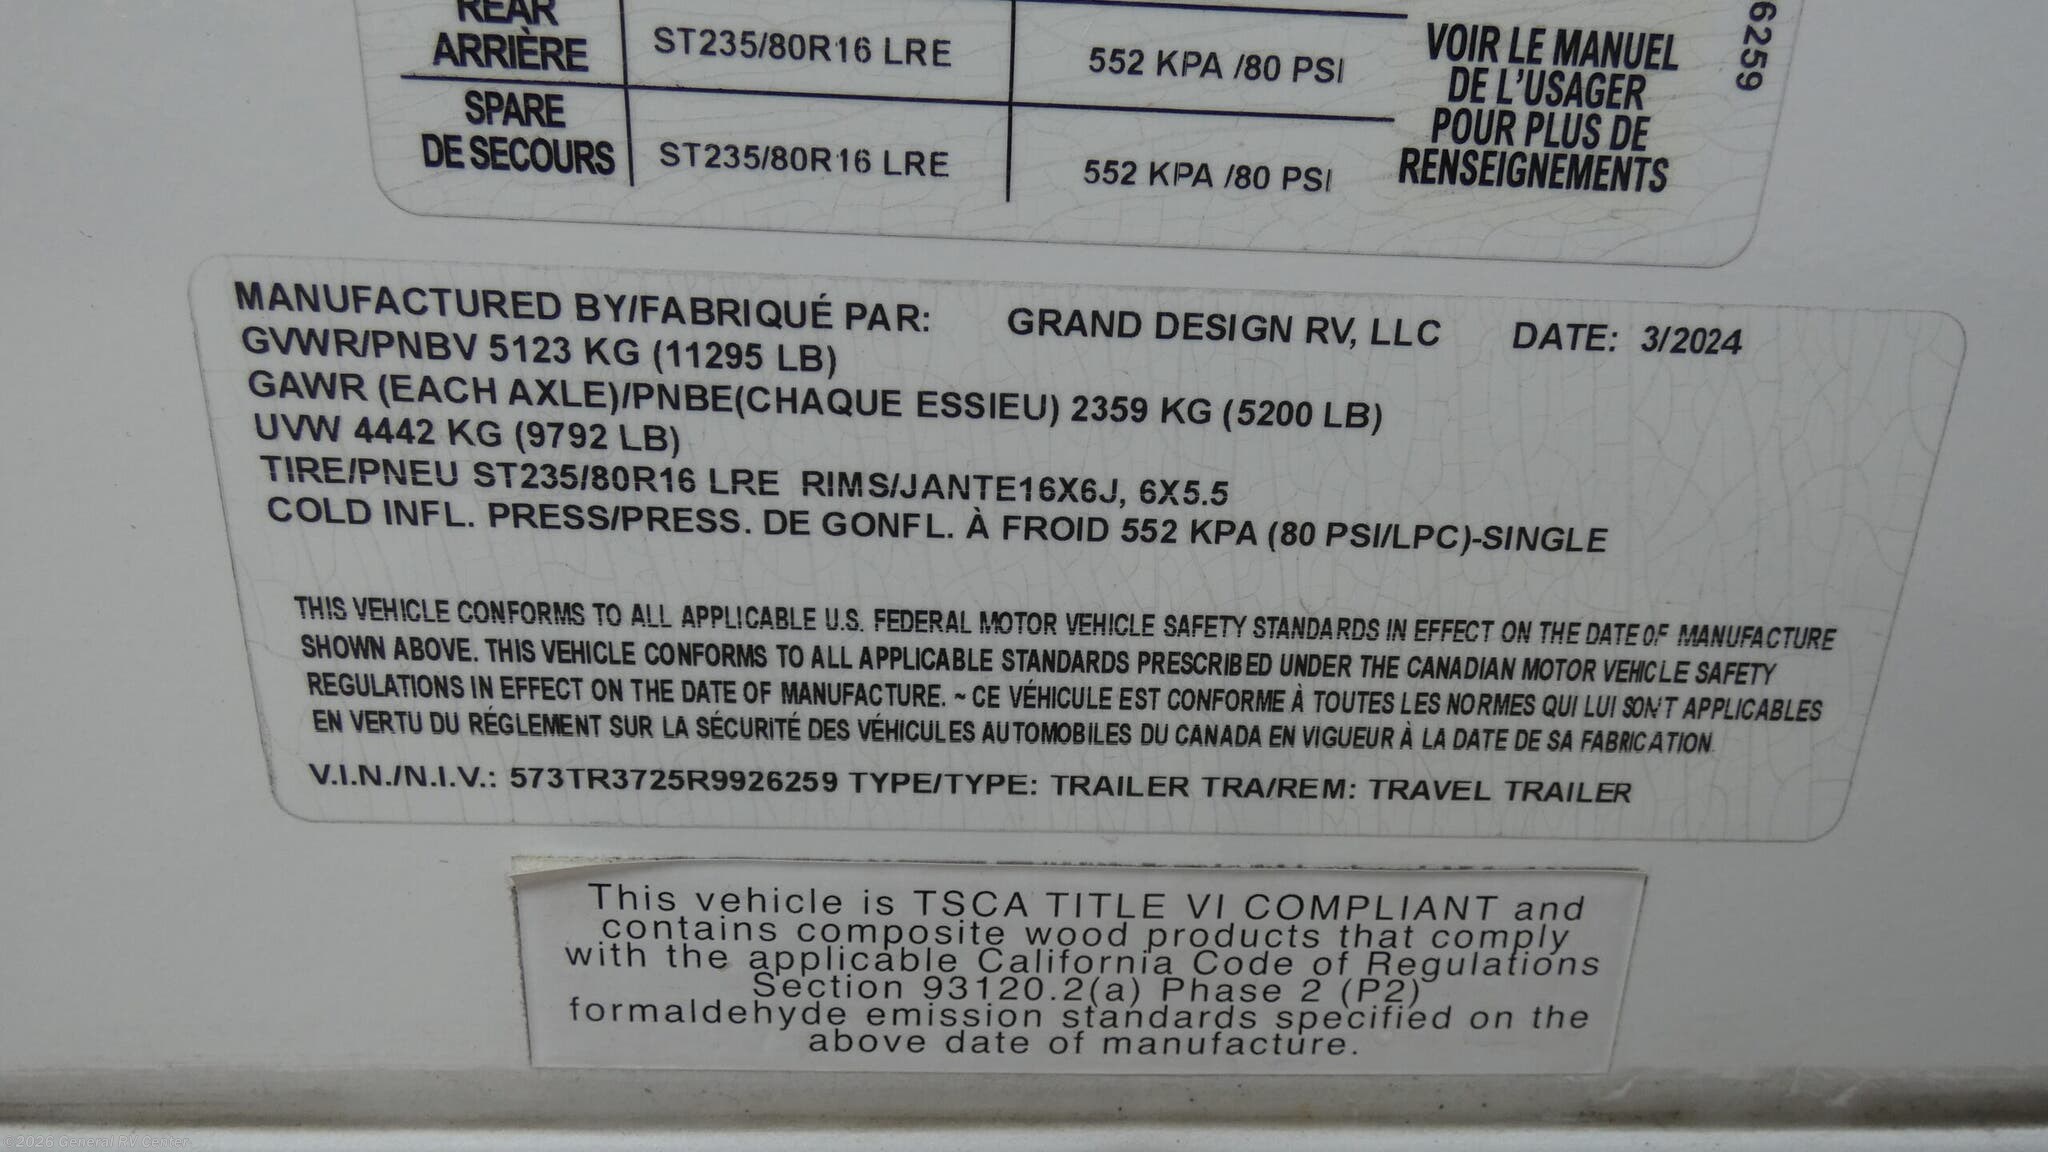 REAR
ARRIÈRE
ST235/80R16 LRE
552 KPA /80 PSI
SPARE
DE SECOURS
ST235/80R16 LRE
552 KPA /80 PSI
VOIR LE MANUEL
DE L'USAGER
POUR PLUS DE
RENSEIGNEMENTS
6259
MANUFACTURED BY/FABRIQUÉ PAR: GRAND DESIGN RV, LLC DATE: 3/2024
GVWR/PNBV 5123 KG (11295 LB)
GAWR (EACH AXLE)/PNBE(CHAQUE ESSIEU) 2359 KG (5200 LB)
UVW 4442 KG (9792 LB)
TIRE/PNEU ST235/80R16 LRE RIMS/JANTE16X6J, 6X5.5
COLD INFL. PRESS/PRESS. DE GONFL. À FROID 552 KPA (80 PSI/LPC)-SINGLE
THIS VEHICLE CONFORMS TO ALL APPLICABLE U.S. FEDERAL MOTOR VEHICLE SAFETY STANDARDS IN EFFECT ON THE DATE OF MANUFACTURE
SHOWN ABOVE. THIS VEHICLE CONFORMS TO ALL APPLICABLE STANDARDS PRESCRIBED UNDER THE CANADIAN MOTOR VEHICLE SAFETY
REGULATIONS IN EFFECT ON THE DATE OF MANUFACTURE. ~ CE VÉHICULE EST CONFORME À TOUTES LES NORMES QUI LUI SONT APPLICABLES
EN VERTU DU RÉGLEMENT SUR LA SÉCURITÉ DES VÉHICULES AUTOMOBILES DU CANADA EN VIGUEUR À LA DATE DE SA FABRICATION.
V.I.N./N.I.V.: 573TR3725R9926259 TYPE/TYPE: TRAILER TRA/REM: TRAVEL TRAILER
This vehicle is TSCA TITLE VI COMPLIANT and
contains composite wood products that comply
with the applicable California Code of Regulations
Section 93120.2(a) Phase 2 (P2)
formaldehyde emission standards specified on the
above date of manufacture.
©2026 General RV Center